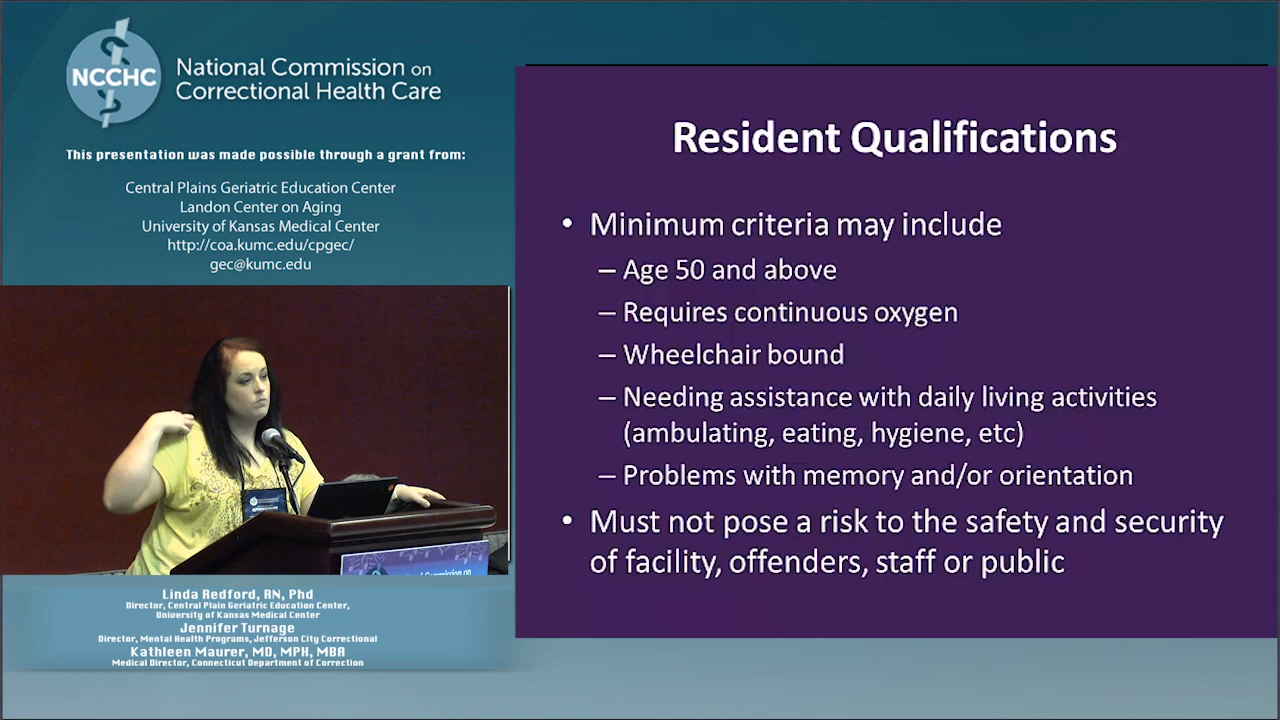 NCCHC
National Commission on
Correctional Health Care
This presentation was made possible through a grant from:
Central Plains Geriatric Education Center
Landon Center on Aging
University of Kansas Medical Center
http://coa.kumc.edu/cpgec/
gec@kumc.edu
Linda Redford, RN, Phd
Director, Central Plain Geriatric Education Center,
University of Kansas Medical Center
Jennifer Turnage
Director, Mental Health Programs, Jefferson City Correctional
Kathleen Maurer, MD, MPH, MBA
Medical Director, Connecticut Department of Correction
Resident Qualifications
• Minimum criteria may include
– Age 50 and above
– Requires continuous oxygen
– Wheelchair bound
– Needing assistance with daily living activities
(ambulating, eating, hygiene, etc)
– Problems with memory and/or orientation
• Must not pose a risk to the safety and security
of facility, offenders, staff or public